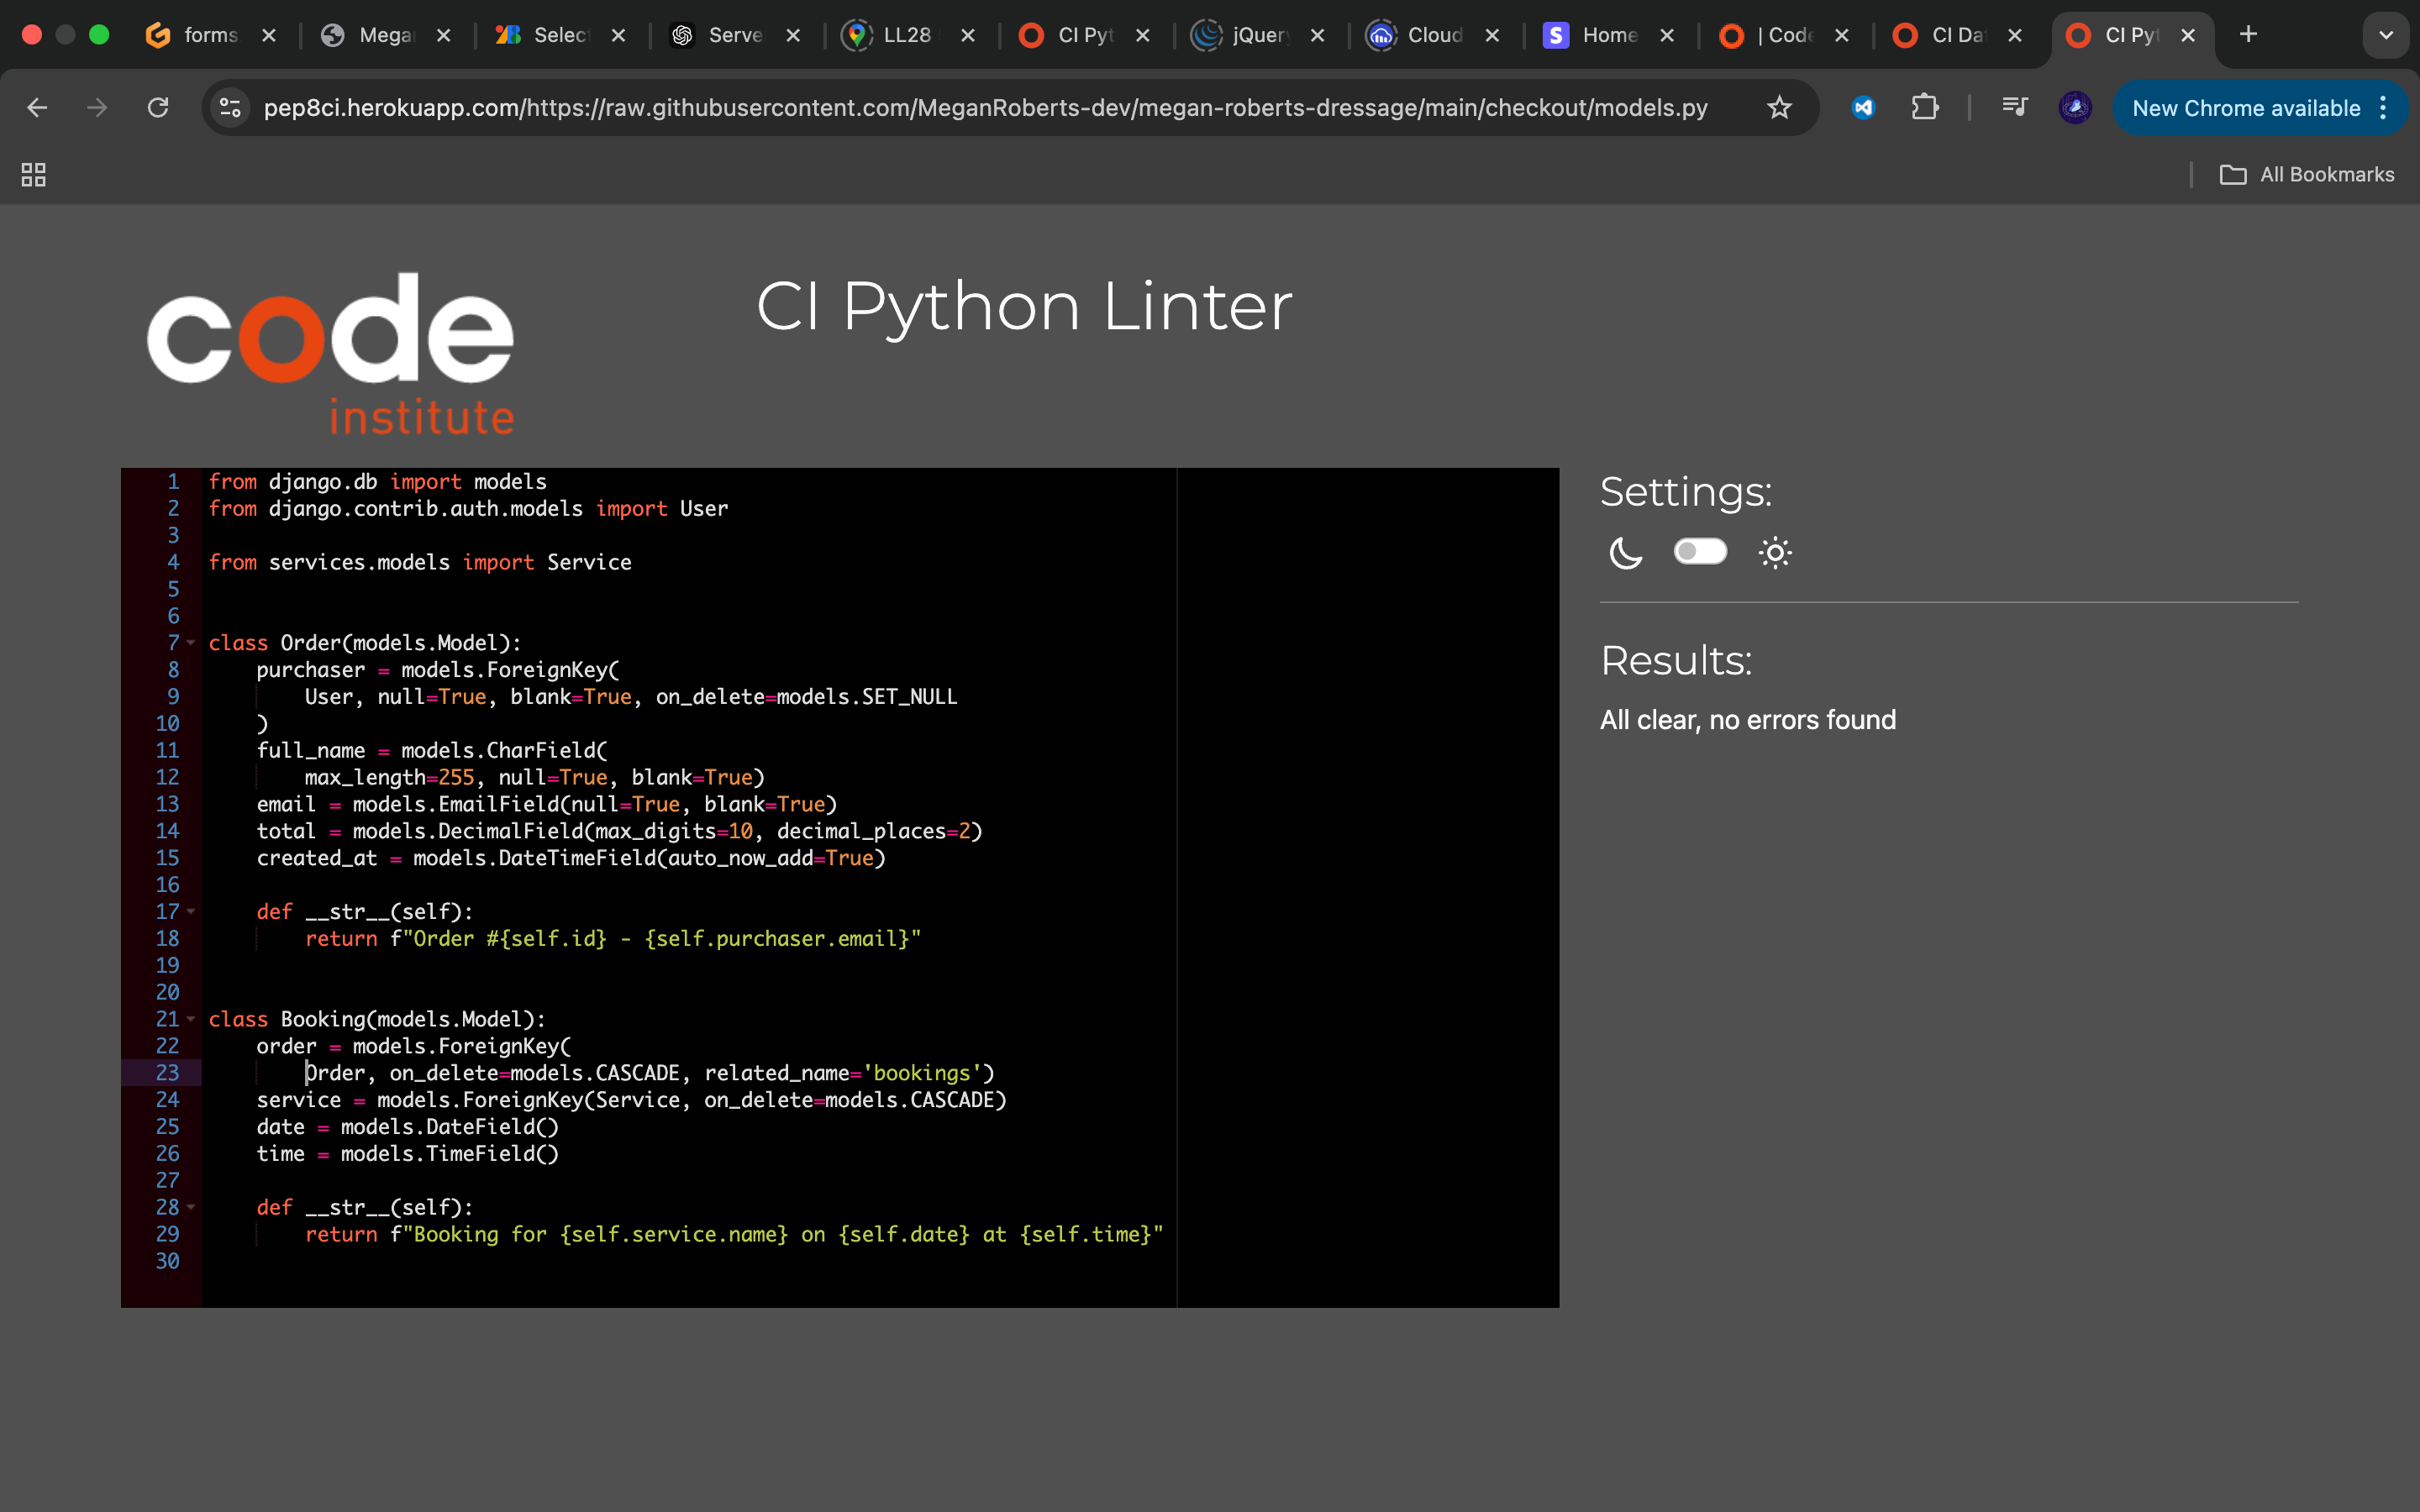 forms
Mega
Selec
Serve
LL28
CI Pyt
jQuer
Cloud
Home
| Code
CI Da
CI Pyt
pep8ci.herokuapp.com/https://raw.githubusercontent.com/MeganRoberts-dev/megan-roberts-dressage/main/checkout/models.py
New Chrome available
All Bookmarks
code
institute
CI Python Linter
1 from django.db import models
2 from django.contrib.auth.models import User
3
4 from services.models import Service
5
6
7 class Order(models.Model):
8     purchaser = models.ForeignKey(
9         User, null=True, blank=True, on_delete=models.SET_NULL
10     )
11     full_name = models.CharField(
12         max_length=255, null=True, blank=True)
13     email = models.EmailField(null=True, blank=True)
14     total = models.DecimalField(max_digits=10, decimal_places=2)
15     created_at = models.DateTimeField(auto_now_add=True)
16
17     def __str__(self):
18         return f"Order #{self.id} - {self.purchaser.email}"
19
20
21 class Booking(models.Model):
22     order = models.ForeignKey(
23         Order, on_delete=models.CASCADE, related_name='bookings')
24     service = models.ForeignKey(Service, on_delete=models.CASCADE)
25     date = models.DateField()
26     time = models.TimeField()
27
28     def __str__(self):
29         return f"Booking for {self.service.name} on {self.date} at {self.time}"
30
Settings:
Results:
All clear, no errors found